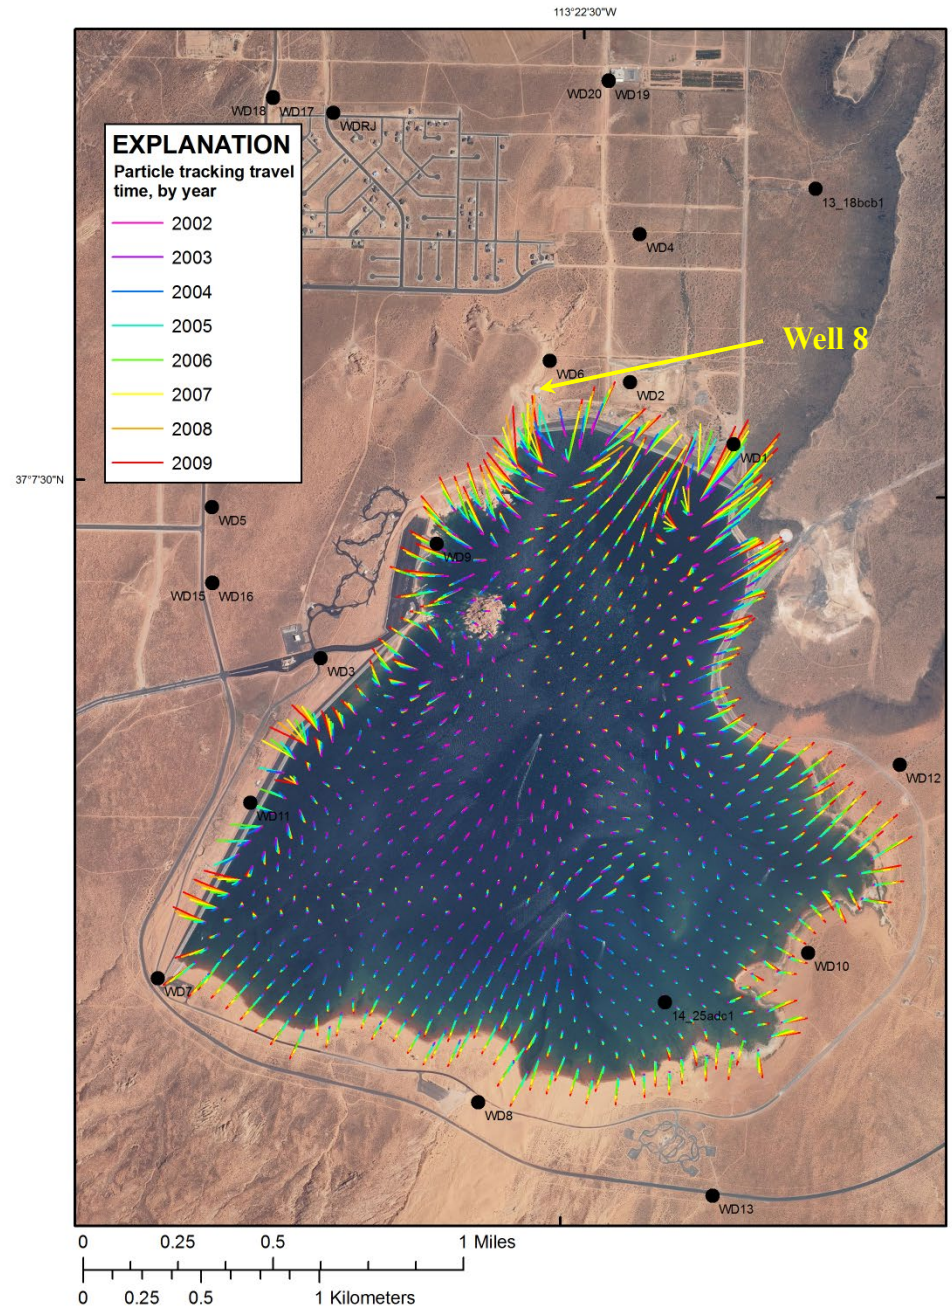 113°22'30"W
WD20
WD19
WD18
WD17
WDRJ
EXPLANATION
Particle tracking travel
time, by year
2002
2003
2004
2005
2006
2007
2008
2009
13_18bcb1
WD4
Well 8
WD6
WD2
WD1
37°7'30"N
WD5
WD9
WD15
WD16
WD3
WD12
WD11
WD10
WD7
14_25adc1
WD8
WD13
0
0.25
0.5
1 Miles
0
0.25
0.5
1 Kilometers